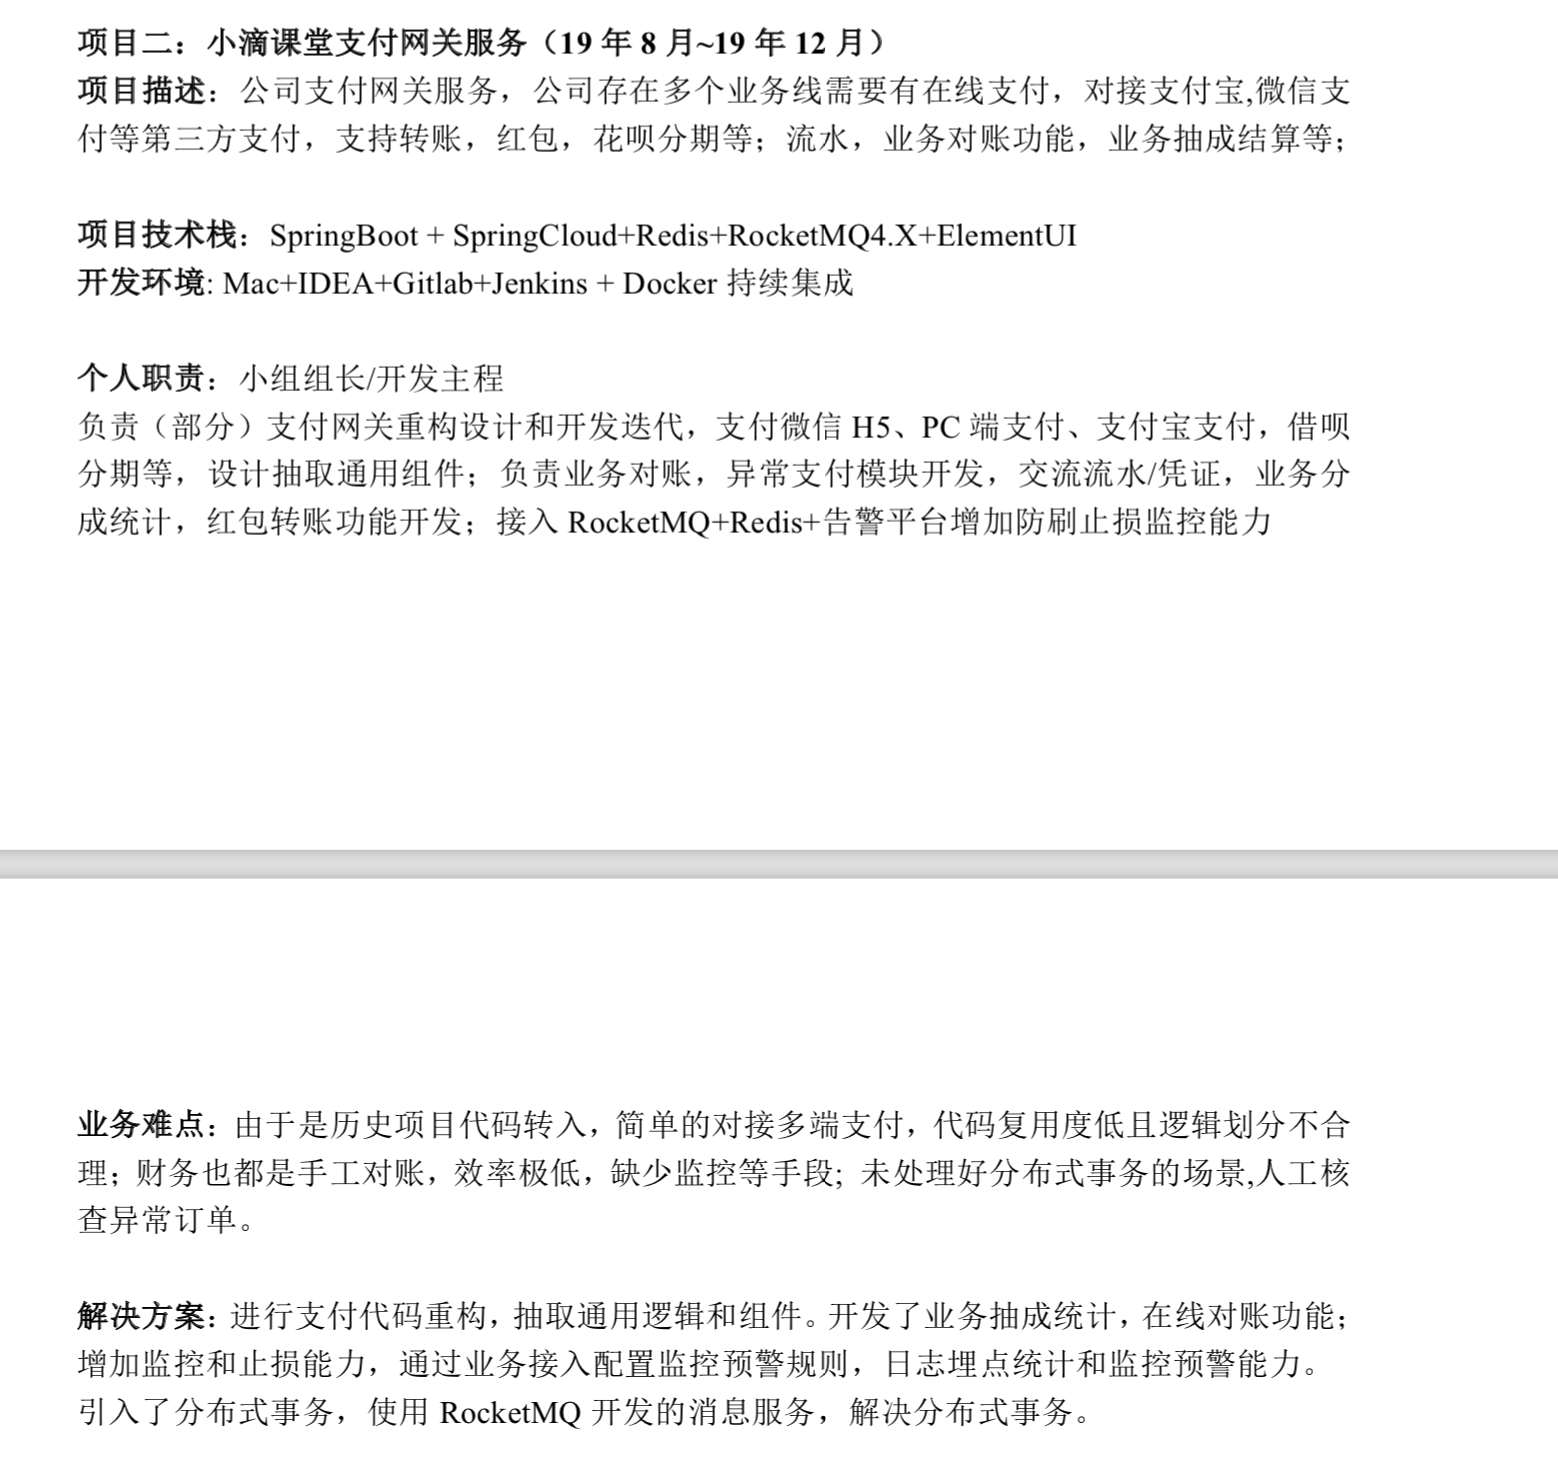 项目二：小滴课堂支付网关服务（19 年 8 月~19 年 12 月）
项目描述：公司支付网关服务，公司存在多个业务线需要有在线支付，对接支付宝,微信支
付等第三方支付，支持转账，红包，花呗分期等；流水，业务对账功能，业务抽成结算等；
项目技术栈：SpringBoot + SpringCloud+Redis+RocketMQ4.X+ElementUI
开发环境: Mac+IDEA+Gitlab+Jenkins + Docker 持续集成
个人职责：小组组长/开发主程
负责（部分）支付网关重构设计和开发迭代，支付微信 H5、PC 端支付、支付宝支付，借呗
分期等，设计抽取通用组件；负责业务对账，异常支付模块开发，交流流水/凭证，业务分
成统计，红包转账功能开发；接入 RocketMQ+Redis+告警平台增加防刷止损监控能力
业务难点：由于是历史项目代码转入，简单的对接多端支付，代码复用度低且逻辑划分不合
理；财务也都是手工对账，效率极低，缺少监控等手段; 未处理好分布式事务的场景,人工核
查异常订单。
解决方案：进行支付代码重构，抽取通用逻辑和组件。开发了业务抽成统计，在线对账功能；
增加监控和止损能力，通过业务接入配置监控预警规则，日志埋点统计和监控预警能力。
引入了分布式事务，使用 RocketMQ 开发的消息服务，解决分布式事务。